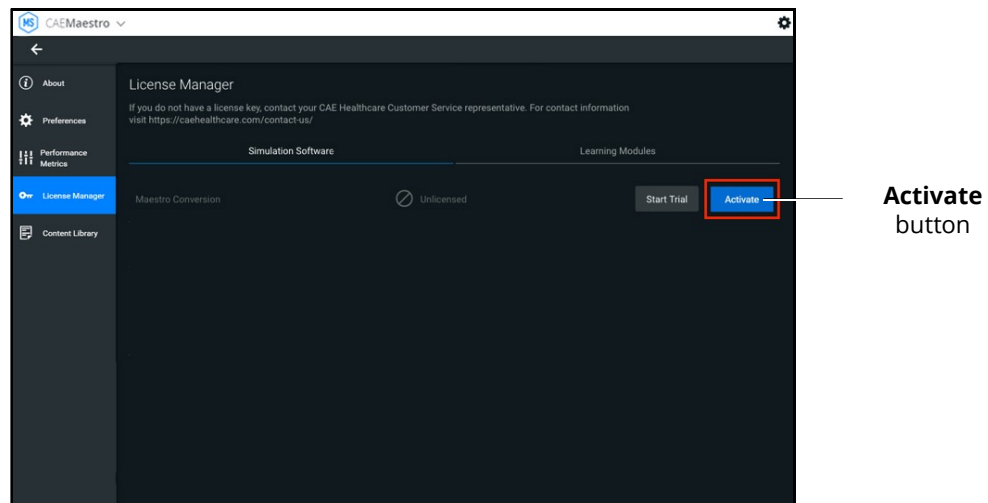 MS CAEMaestro
About
Preferences
Performance
Metrics
License Manager
Content Library
License Manager
If you do not have a license key, contact your CAE Healthcare Customer Service representative. For contact information
visit https://caehealthcare.com/contact-us/
Simulation Software Learning Modules
Maestro Conversion Unlicensed Start Trial Activate
Activate
button